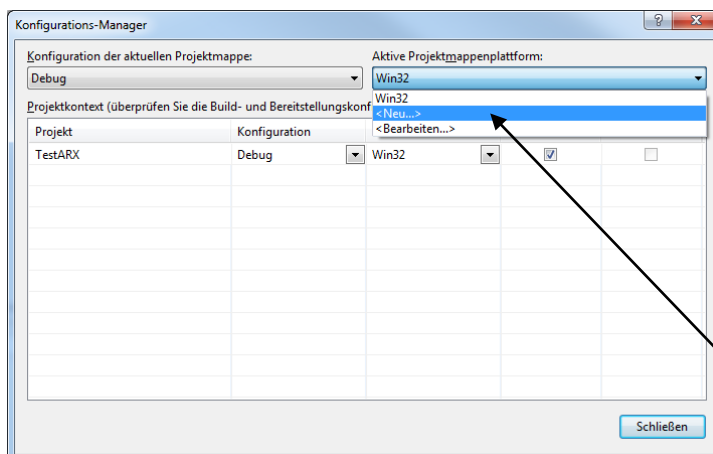 Konfigurations-Manager
Konfiguration der aktuellen Projektmappe:
Aktive Projektmappenplattform:
Debug
Win32
Win32
<Neu...>
<Bearbeiten...>
Projektkontext (überprüfen Sie die Build- und Bereitstellungskonf
Projekt
Konfiguration
TestARX
Debug
Win32
Schließen